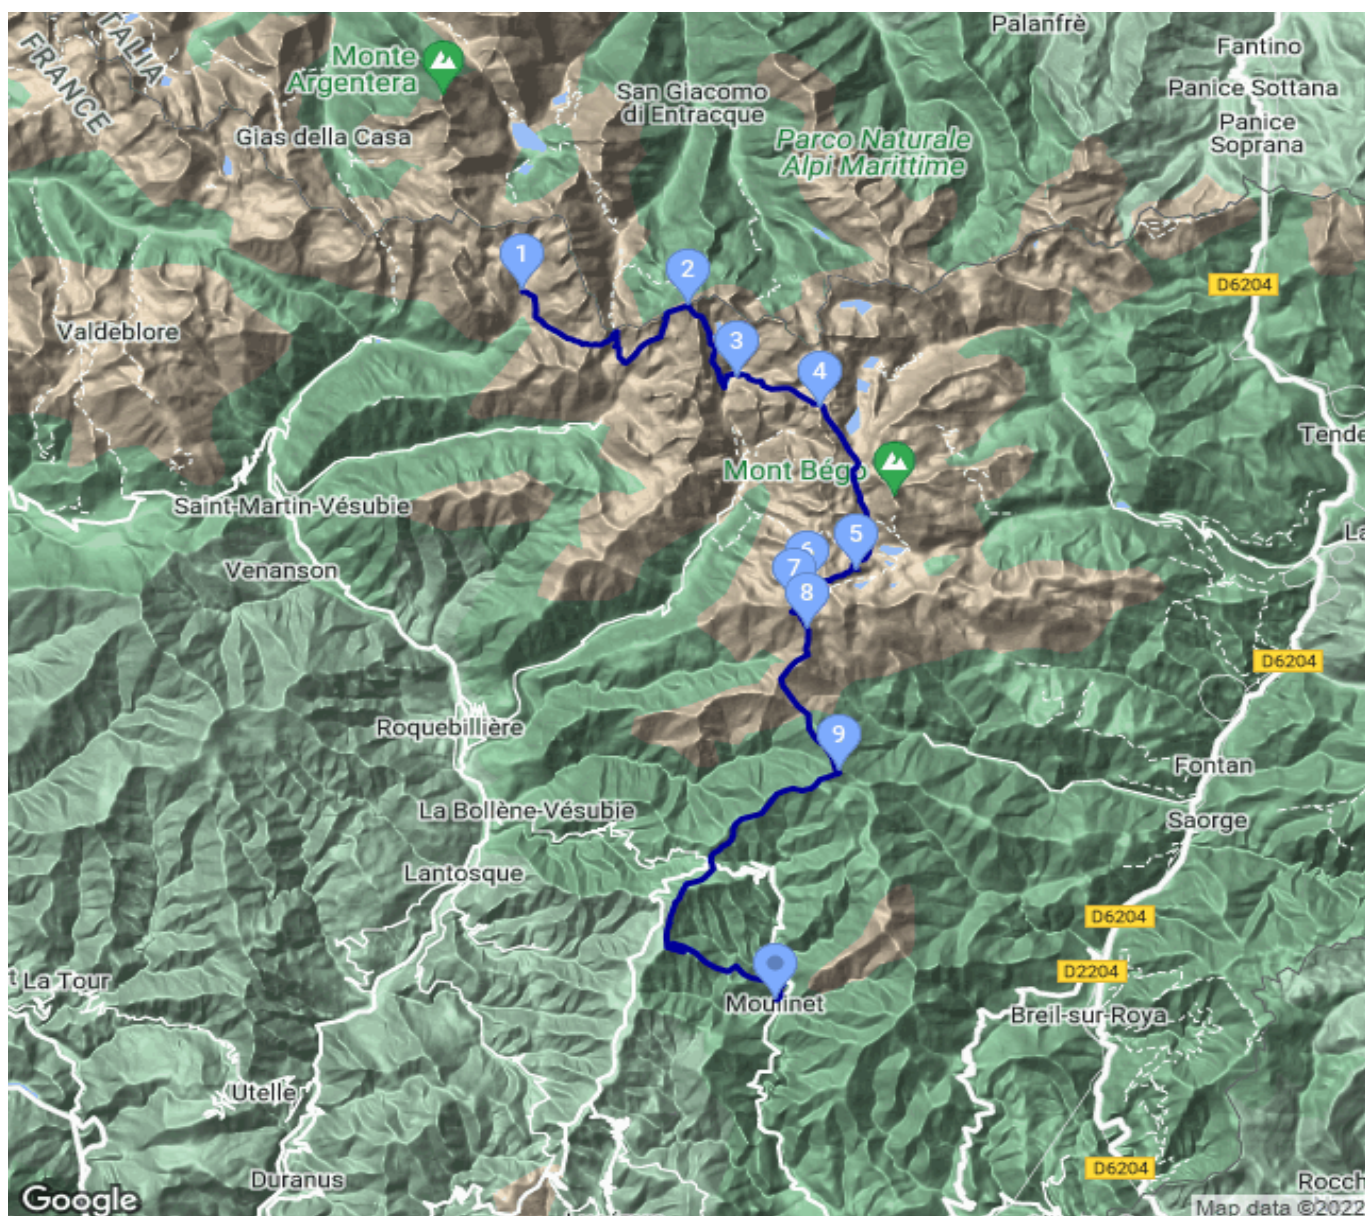 Palanfrè
ITALIA
FRANCE
Monte
Argentera
Fantino
San Giacomo
di Entracque
Panice Sottana
Gias della Casa
Parco Naturale
Alpi Marittime
Panice
Soprana
1
2
D6204
Valdeblore
3
4
Tende
Mont Bégo
Saint-Martin-Vésubie
5
La
6
7
Venanson
8
D6204
Roquebillière
9
Fontan
La Bollène-Vésubie
Saorge
Lantosque
D6204
La Tour
D2204
Moulinet
Breil-sur-Roya
Utelle
Duranus
D6204
Rocch
Google
Map data ©2022